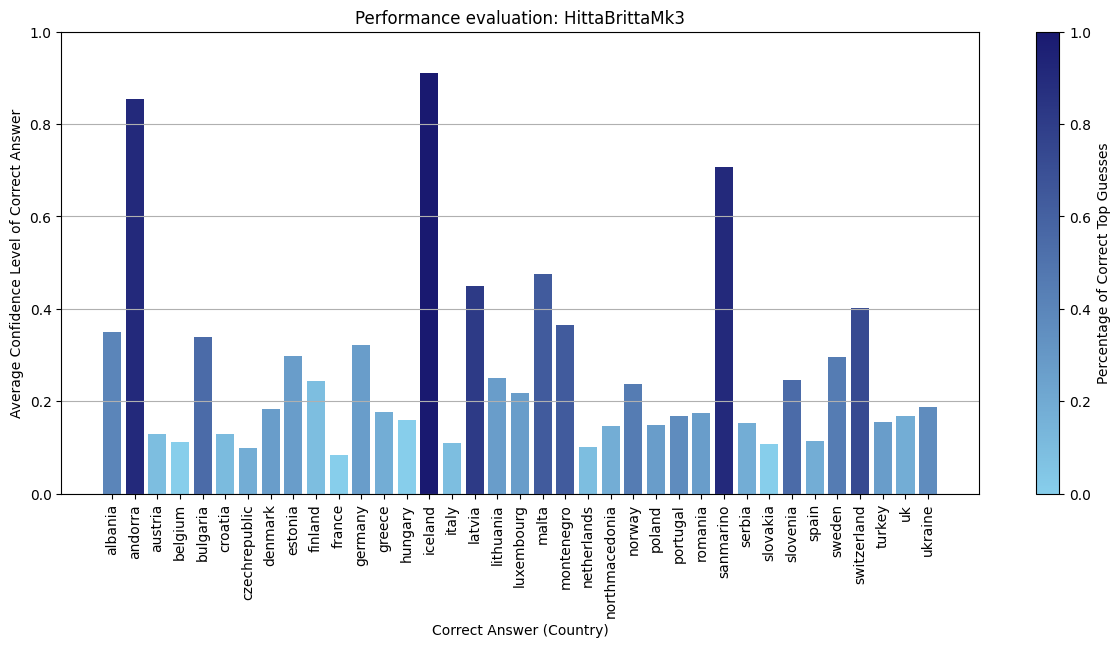 Performance evaluation: HittaBrittaMk3
Average Confidence Level of Correct Answer
1.0
0.8
0.6
0.4
0.2
0.0
albania
andorra
austria
belgium
bulgaria
croatia
czechrepublic
denmark
estonia
finland
france
germany
greece
hungary
iceland
italy
latvia
lithuania
luxembourg
malta
montenegro
netherlands
northmacedonia
norway
poland
portugal
romania
sanmarino
serbia
slovakia
slovenia
spain
sweden
switzerland
turkey
uk
ukraine
Correct Answer (Country)
1.0
0.8
0.6
0.4
0.2
0.0
Percentage of Correct Top Guesses